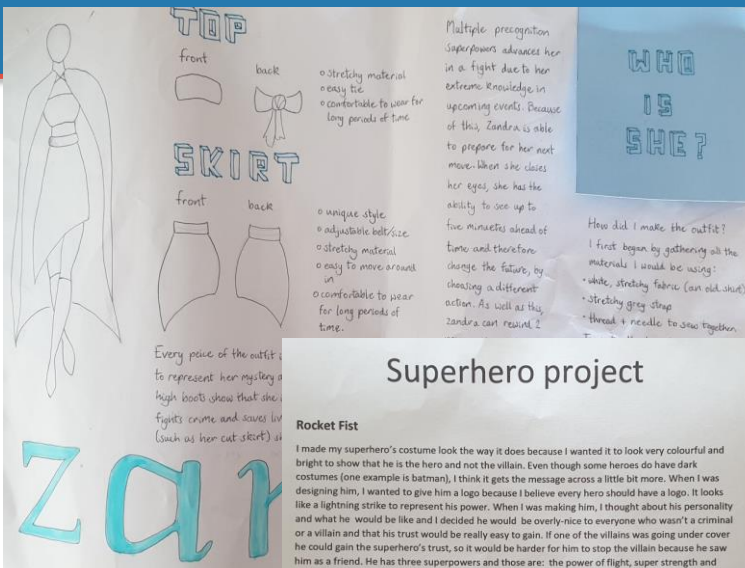 TOP
front
back
o stretchy material
o easy tie
o comfortable to wear for
long periods of time
SKIRT
front
back
o unique style
o adjustable belt/size
o stretchy material
o easy to move around
in
o comfortable to wear
for long periods of
time.
Every peice of the outfit
to represent her mystery
high boots show that she
fights crime and saves
(such as her cut skirt)
Zar
Multiple precognition
superpowers advances her
in a fight due to her
extreme knowledge in
upcoming events. Because
of this, Zandra is able
to prepare for her next
move. When she closes
her eyes, she has the
ability to see up to
five minuetes ahead of
time and therefore
change the future, by
choosing a different
action. As well as this,
zandra can rewind 2
WHO
IS
SHE?
How did I make the outfit?
I first began by gathering all the
materials I would be using:
• white, stretchy fabric (an old shirt)
• stretchy grey strap
• thread + needle to sew together.
Superhero project
Rocket Fist
I made my superhero's costume look the way it does because I wanted it to look very colourful and
bright to show that he is the hero and not the villain. Even though some heroes do have dark
costumes (one example is batman), I think it gets the message across a little bit more. When I was
designing him, I wanted to give him a logo because I believe every hero should have a logo. It looks
like a lightning strike to represent his power. When I was making him, I thought about his personality
and what he would be like and I decided he would be overly-nice to everyone who wasn't a criminal
or a villain and that his trust would be really easy to gain. If one of the villains was going under cover
he could gain the superhero's trust, so it would be harder for him to stop the villain because he saw
him as a friend. He has three superpowers and those are: the power of flight, super strength and